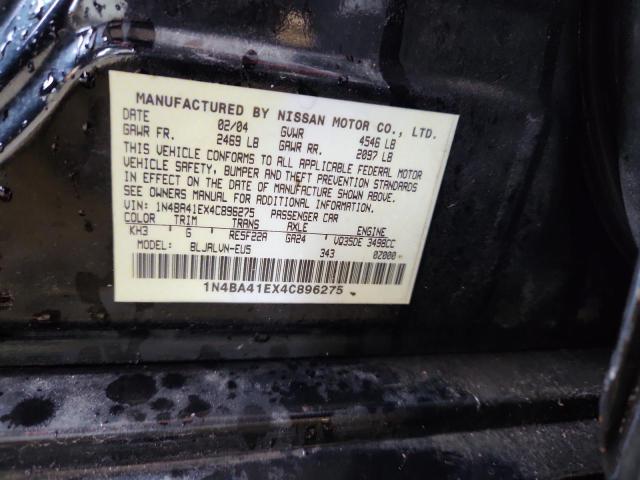 MANUFACTURED BY NISSAN MOTOR CO., LTD.
DATE 02/04 GVWR 4546 LB
GAWR FR. 2469 LB GAWR RR. 2097 LB
THIS VEHICLE CONFORMS TO ALL APPLICABLE FEDERAL MOTOR
VEHICLE SAFETY, BUMPER AND THEFT PREVENTION STANDARDS
IN EFFECT ON THE DATE OF MANUFACTURE SHOWN ABOVE.
SEE OWNERS MANUAL FOR ADDITIONAL INFORMATION.
VIN: 1N4BA41EX4C896275 PASSENGER CAR
COLOR TRIM TRANS AXLE ENGINE
KH3 G RE5F22A GA24 VQ35DE 3498CC
MODEL: BLJALVN-EUS 343 02000
1N4BA41EX4C896275